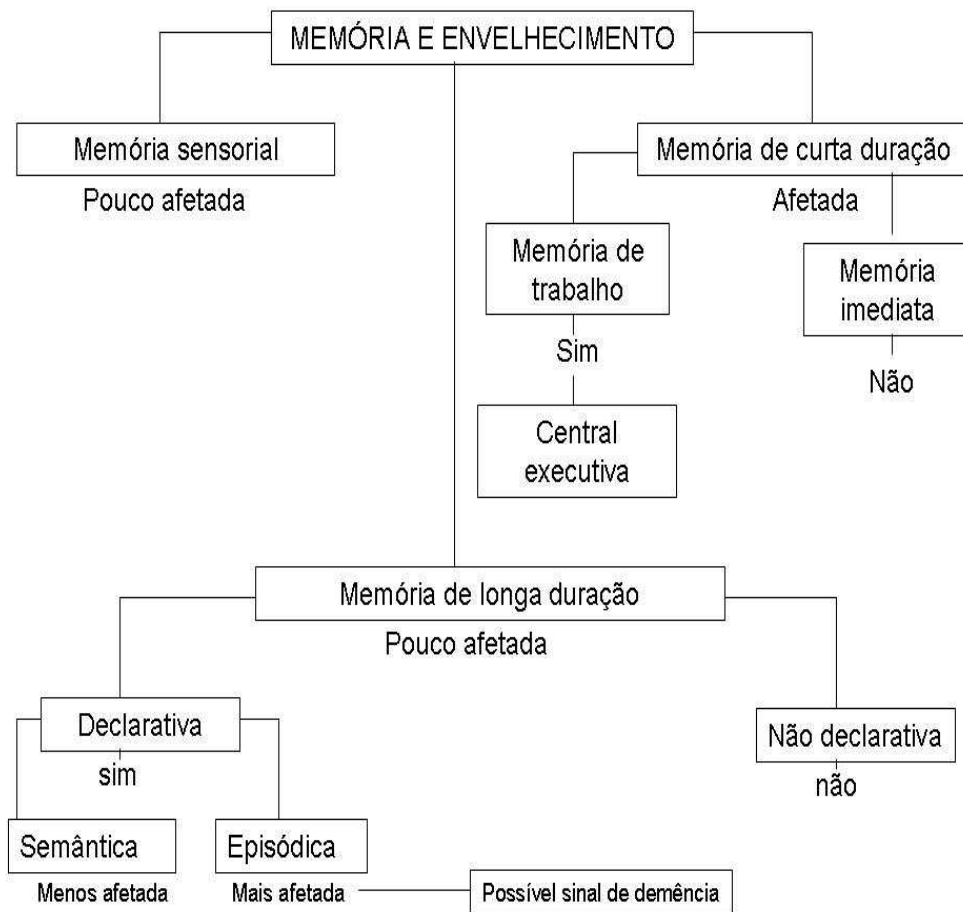 MEMÓRIA E ENVELHECIMENTO
Memória sensorial
Pouco afetada
Memória de curta duração
Afetada
Memória de
trabalho
Sim
Central
executiva
Memória
imediata
Não
Memória de longa duração
Pouco afetada
Declarativa
sim
Semântica
Menos afetada
Episódica
Mais afetada
Possível sinal de demência
Não declarativa
não